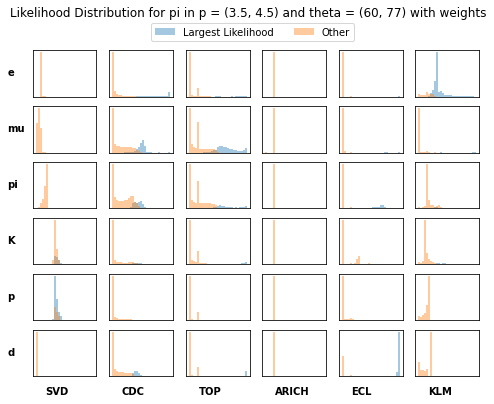 Likelihood Distribution for pi in p = (3.5, 4.5) and theta = (60, 77) with weights
Largest Likelihood Other
e
mu
pi
K
p
d
SVD CDC TOP ARICH ECL KLM